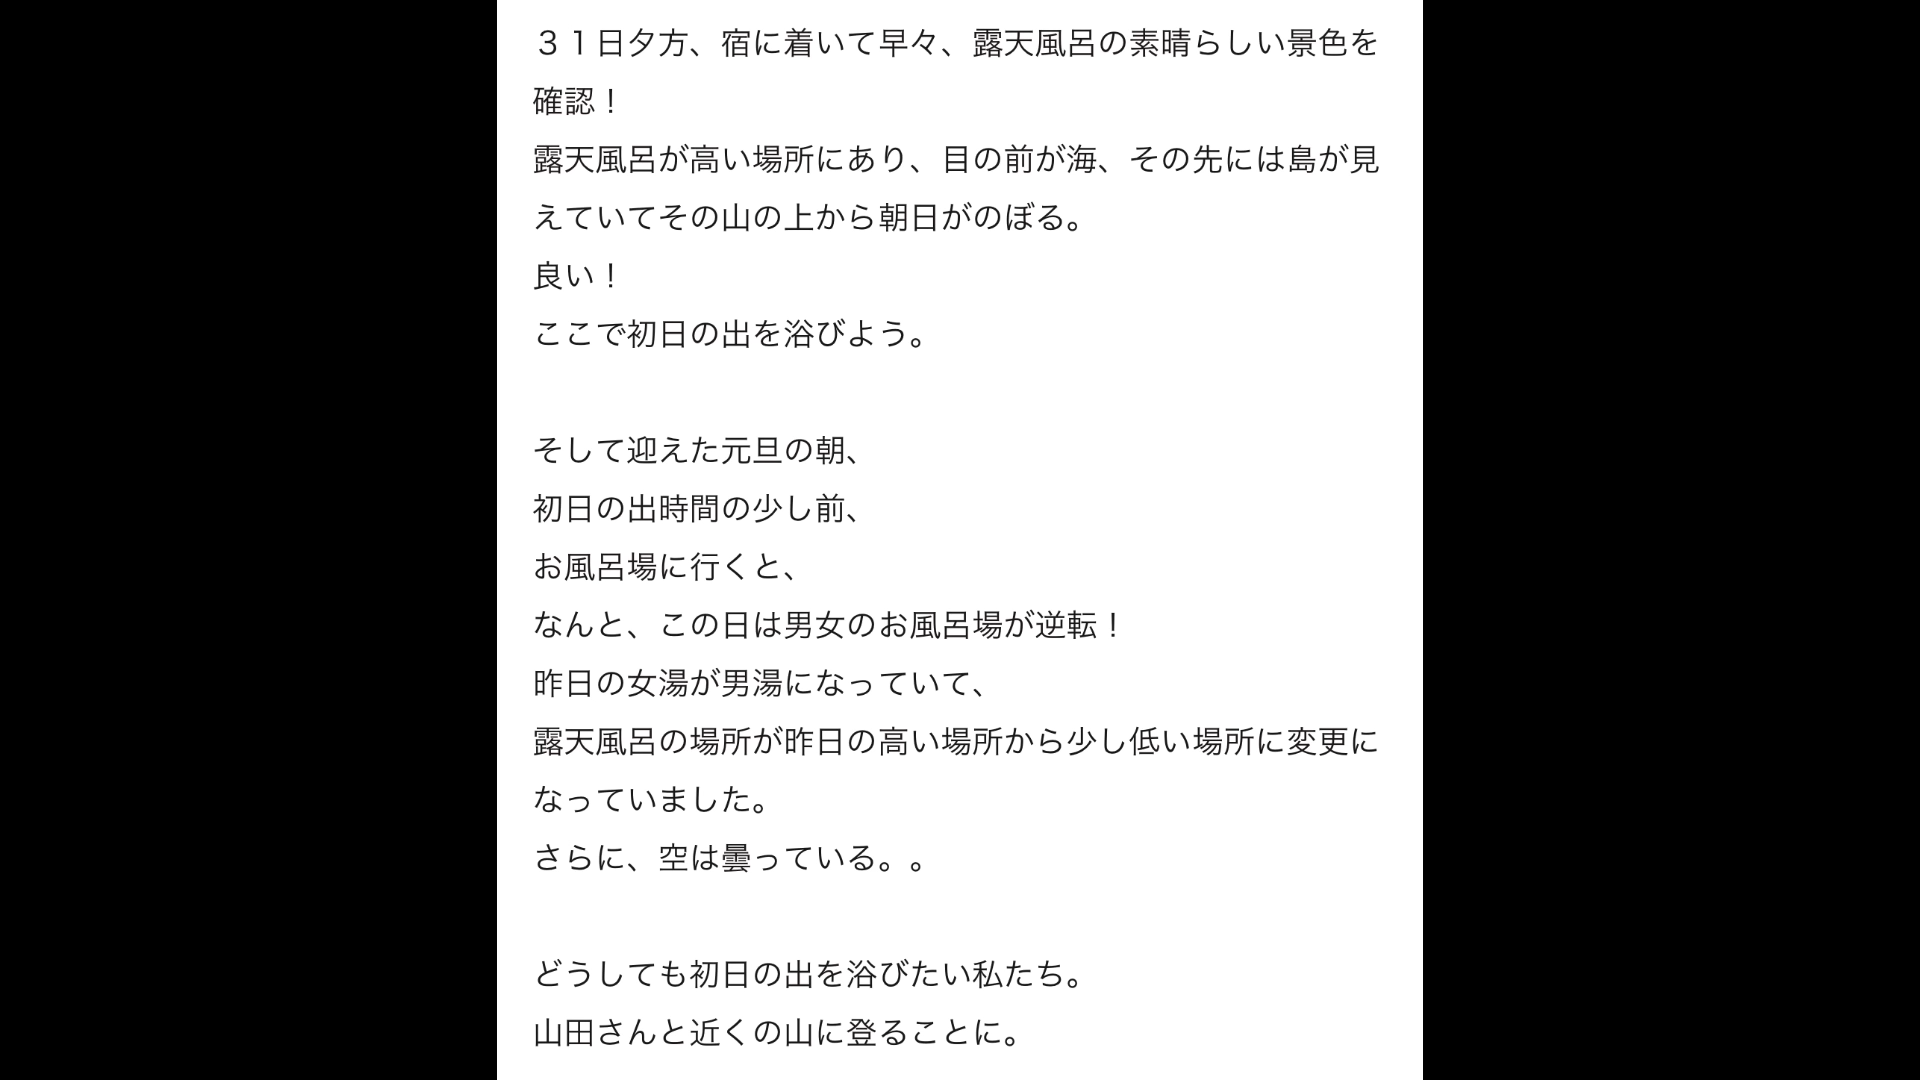 ３１日夕方、宿に着いて早々、露天風呂の素晴らしい景色を
確認！
露天風呂が高い場所にあり、目の前が海、その先には島が見
えていてその山の上から朝日がのぼる。
良い！
ここで初日の出を浴びよう。
そして迎えた元旦の朝、
初日の出時間の少し前、
お風呂場に行くと、
なんと、この日は男女のお風呂場が逆転！
昨日の女湯が男湯になっていて、
露天風呂の場所が昨日の高い場所から少し低い場所に変更に
なっていました。
さらに、空は曇っている。。
どうしても初日の出を浴びたい私たち。
山田さんと近くの山に登ることに。